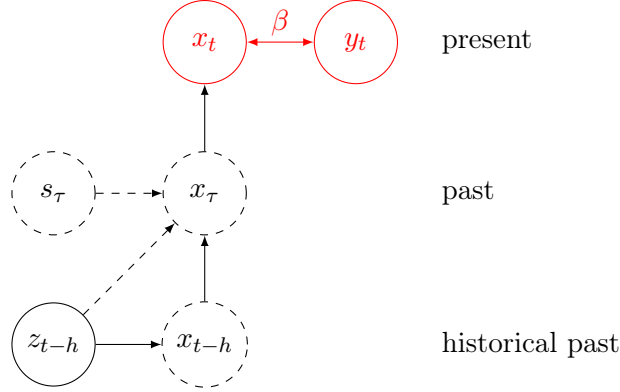 x_t β y_t present
s_τ x_τ past
z_{t−h} x_{t−h} historical past